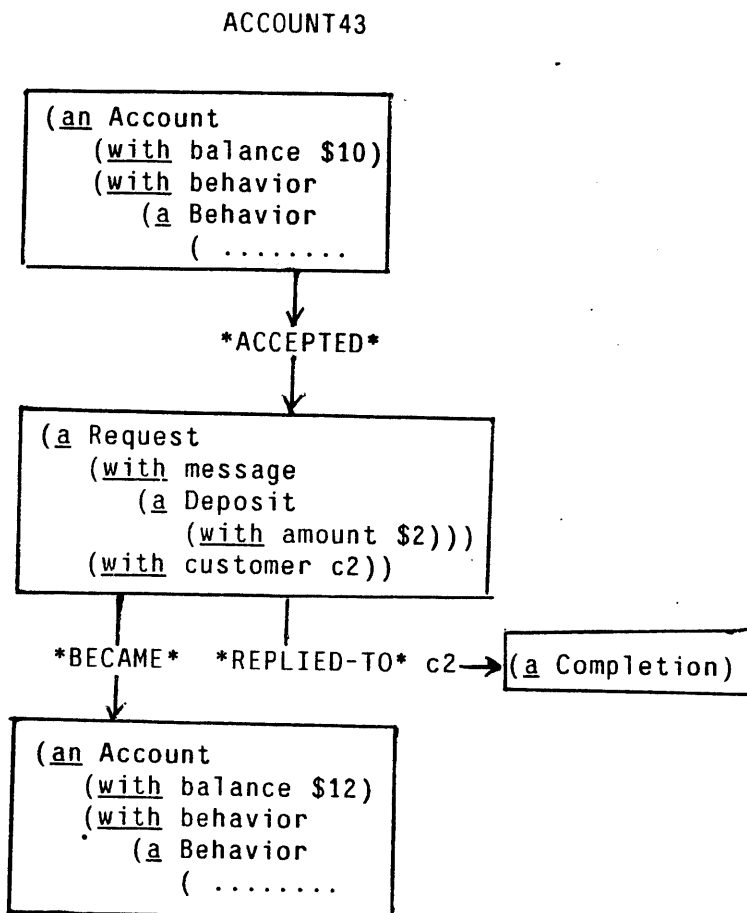 ACCOUNT43
(an Account
(with balance $10)
(with behavior
(a Behavior
( ........
*ACCEPTED*
(a Request
(with message
(a Deposit
(with amount $2)))
(with customer c2))
*BECAME* *REPLIED-TO* c2 (a Completion)
(an Account
(with balance $12)
(with behavior
(a Behavior
( ........